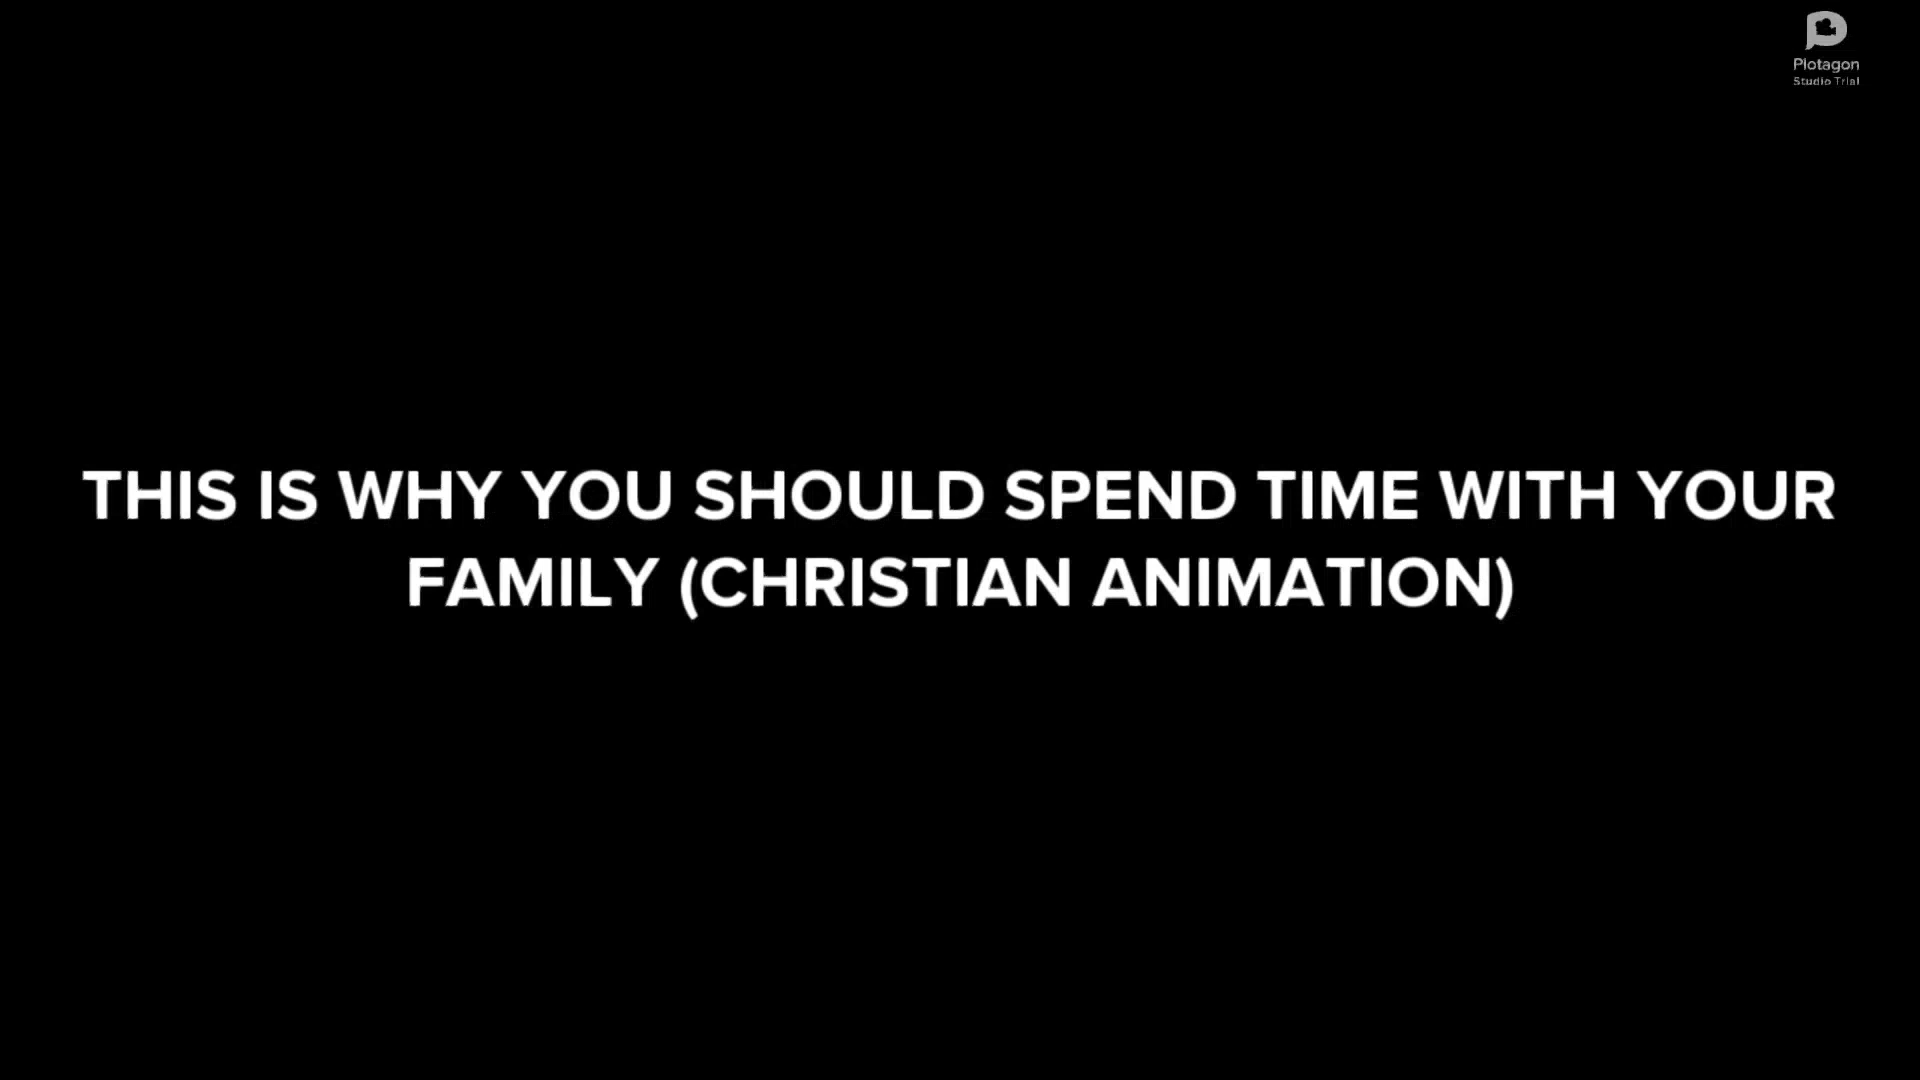 Plotagon
Studio Trial
THIS IS WHY YOU SHOULD SPEND TIME WITH YOUR
FAMILY (CHRISTIAN ANIMATION)